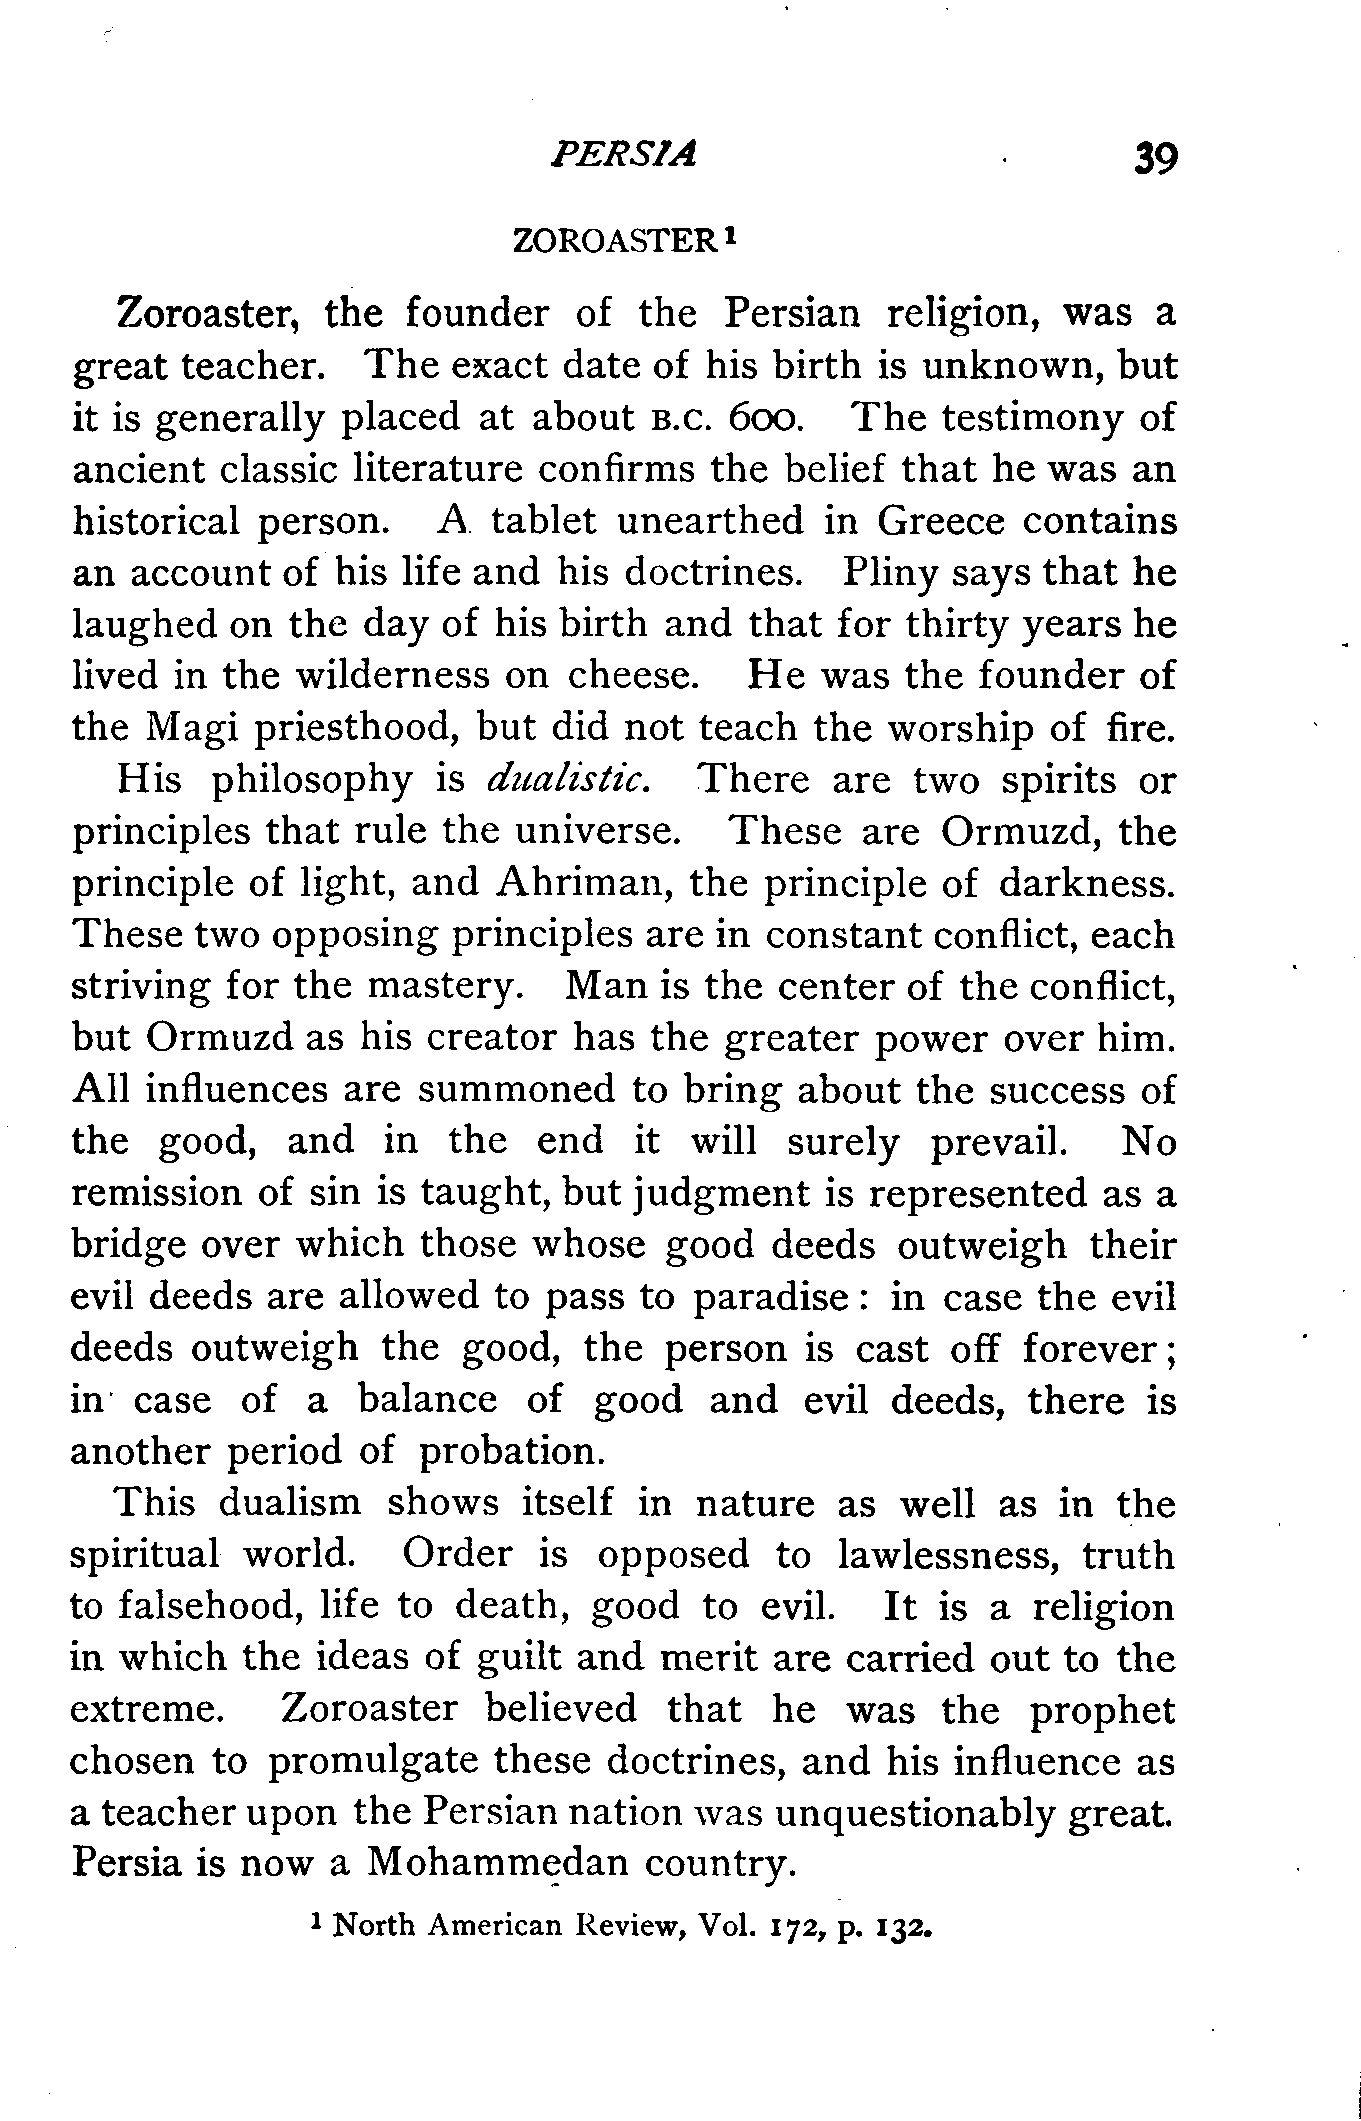 PERSIA 39
ZOROASTER ¹
Zoroaster, the founder of the Persian religion, was a
great teacher. The exact date of his birth is unknown, but
it is generally placed at about B.C. 600. The testimony of
ancient classic literature confirms the belief that he was an
historical person. A tablet unearthed in Greece contains
an account of his life and his doctrines. Pliny says that he
laughed on the day of his birth and that for thirty years he
lived in the wilderness on cheese. He was the founder of
the Magi priesthood, but did not teach the worship of fire.
His philosophy is dualistic. There are two spirits or
principles that rule the universe. These are Ormuzd, the
principle of light, and Ahriman, the principle of darkness.
These two opposing principles are in constant conflict, each
striving for the mastery. Man is the center of the conflict,
but Ormuzd as his creator has the greater power over him.
All influences are summoned to bring about the success of
the good, and in the end it will surely prevail. No
remission of sin is taught, but judgment is represented as a
bridge over which those whose good deeds outweigh their
evil deeds are allowed to pass to paradise : in case the evil
deeds outweigh the good, the person is cast off forever ;
in case of a balance of good and evil deeds, there is
another period of probation.
This dualism shows itself in nature as well as in the
spiritual world. Order is opposed to lawlessness, truth
to falsehood, life to death, good to evil. It is a religion
in which the ideas of guilt and merit are carried out to the
extreme. Zoroaster believed that he was the prophet
chosen to promulgate these doctrines, and his influence as
a teacher upon the Persian nation was unquestionably great.
Persia is now a Mohammedan country.
¹ North American Review, Vol. 172, p. 132.